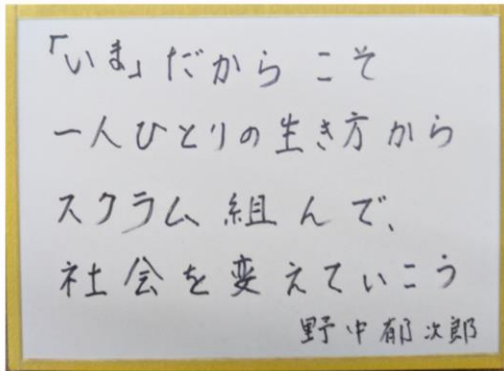 「いま」だからこそ
一人ひとりの生き方から
スクラム組んで、
社会を変えていこう
野中郁次郎